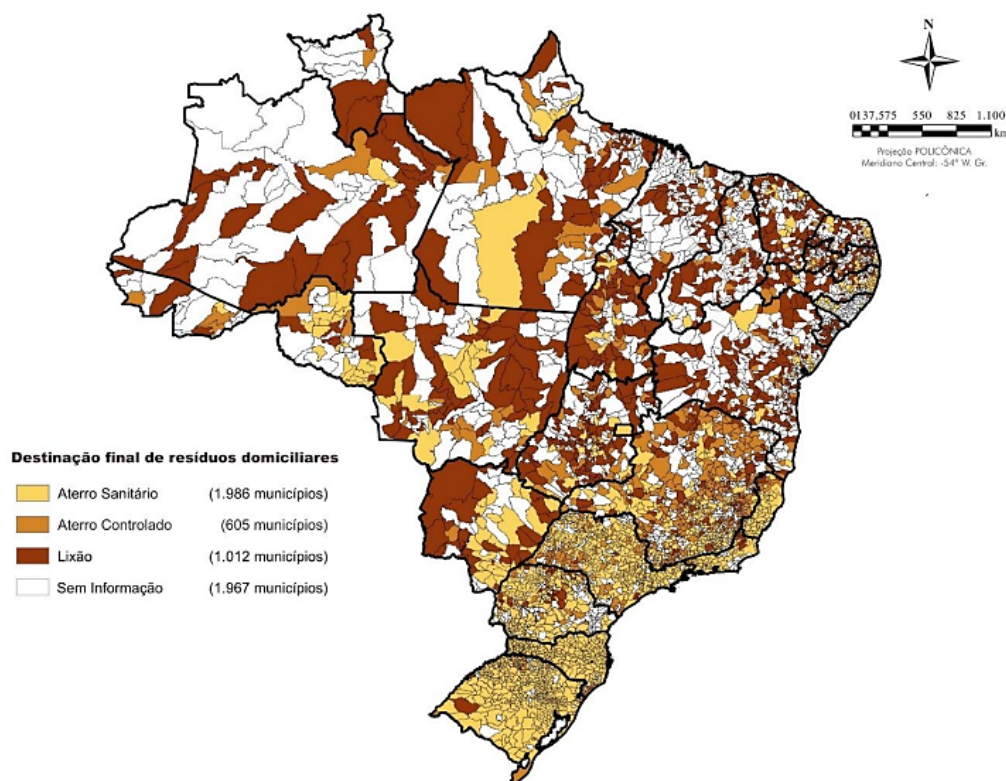 N
0137,575 550 825 1.100
km
Projeção POLICÔNICA
Meridiano Central: -54° W. Gr.
Destinação final de resíduos domiciliares
Aterro Sanitário (1.986 municípios)
Aterro Controlado (605 municípios)
Lixão (1.012 municípios)
Sem Informação (1.967 municípios)